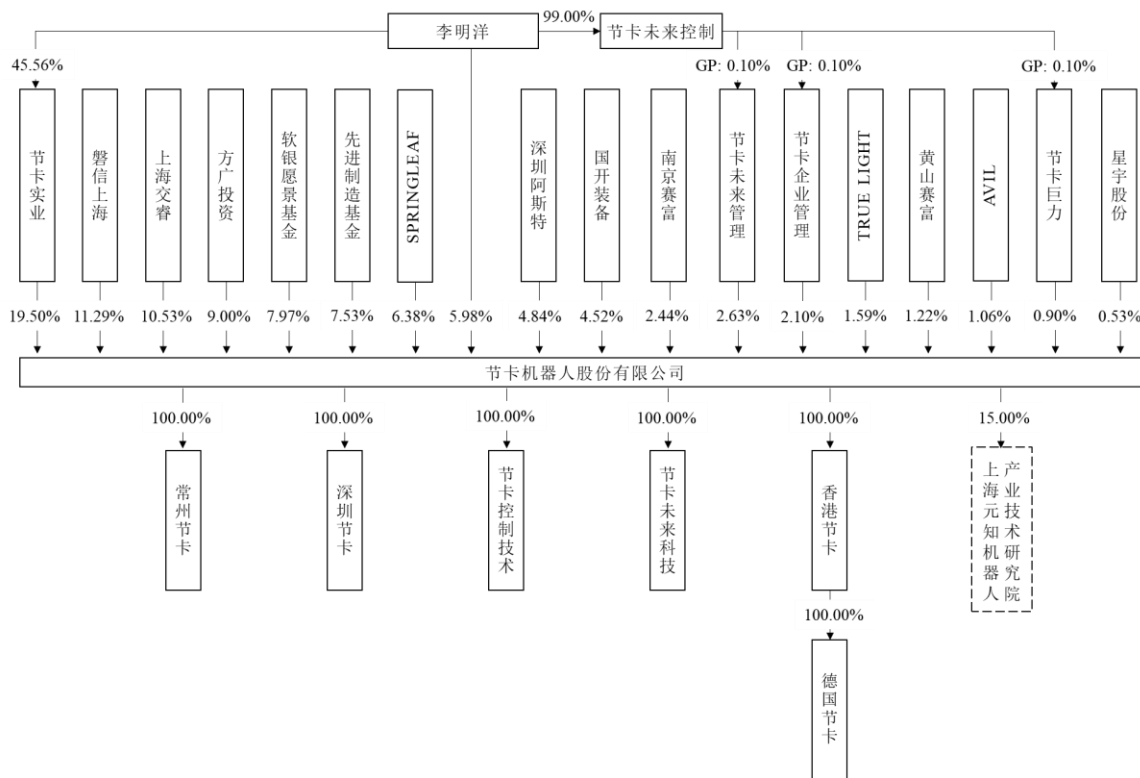 李明洋
99.00%
节卡未来控制
45.56%
GP: 0.10%
GP: 0.10%
GP: 0.10%
节卡实业
磐信上海
上海交睿
方广投资
软银愿景基金
先进制造基金
SPRINGLEAF
深圳阿斯特
国开装备
南京赛富
节卡未来管理
节卡企业管理
TRUE LIGHT
黄山赛富
AVIL
节卡巨力
星宇股份
19.50%
11.29%
10.53%
9.00%
7.97%
7.53%
6.38%
5.98%
4.84%
4.52%
2.44%
2.63%
2.10%
1.59%
1.22%
1.06%
0.90%
0.53%
节卡机器人股份有限公司
100.00%
100.00%
100.00%
100.00%
100.00%
15.00%
常州节卡
深圳节卡
节卡控制技术
节卡未来科技
香港节卡
上海元知机器人
产业技术研究院
100.00%
德国节卡